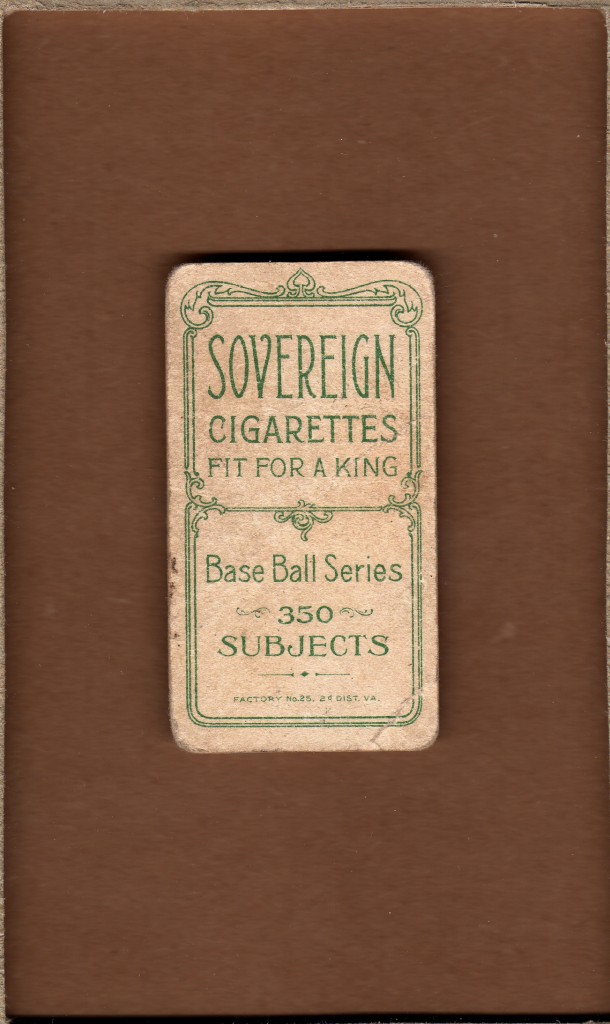 SOVEREIGN
CIGARETTES
FIT FOR A KING
Base Ball Series
350
SUBJECTS
FACTORY No.25. 2ᵈ DIST. VA.